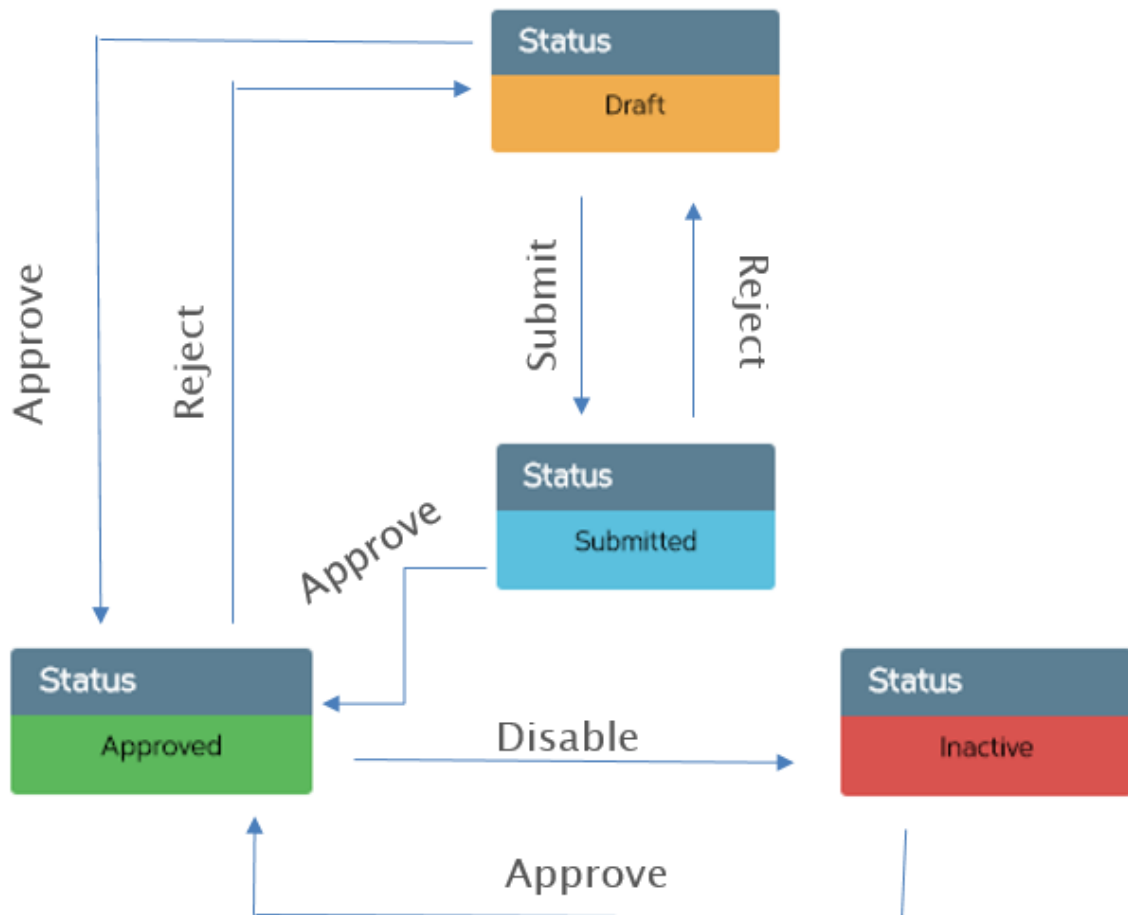 Status
Draft
Approve
Reject
Submit
Reject
Status
Submitted
Approve
Status
Approved
Disable
Status
Inactive
Approve